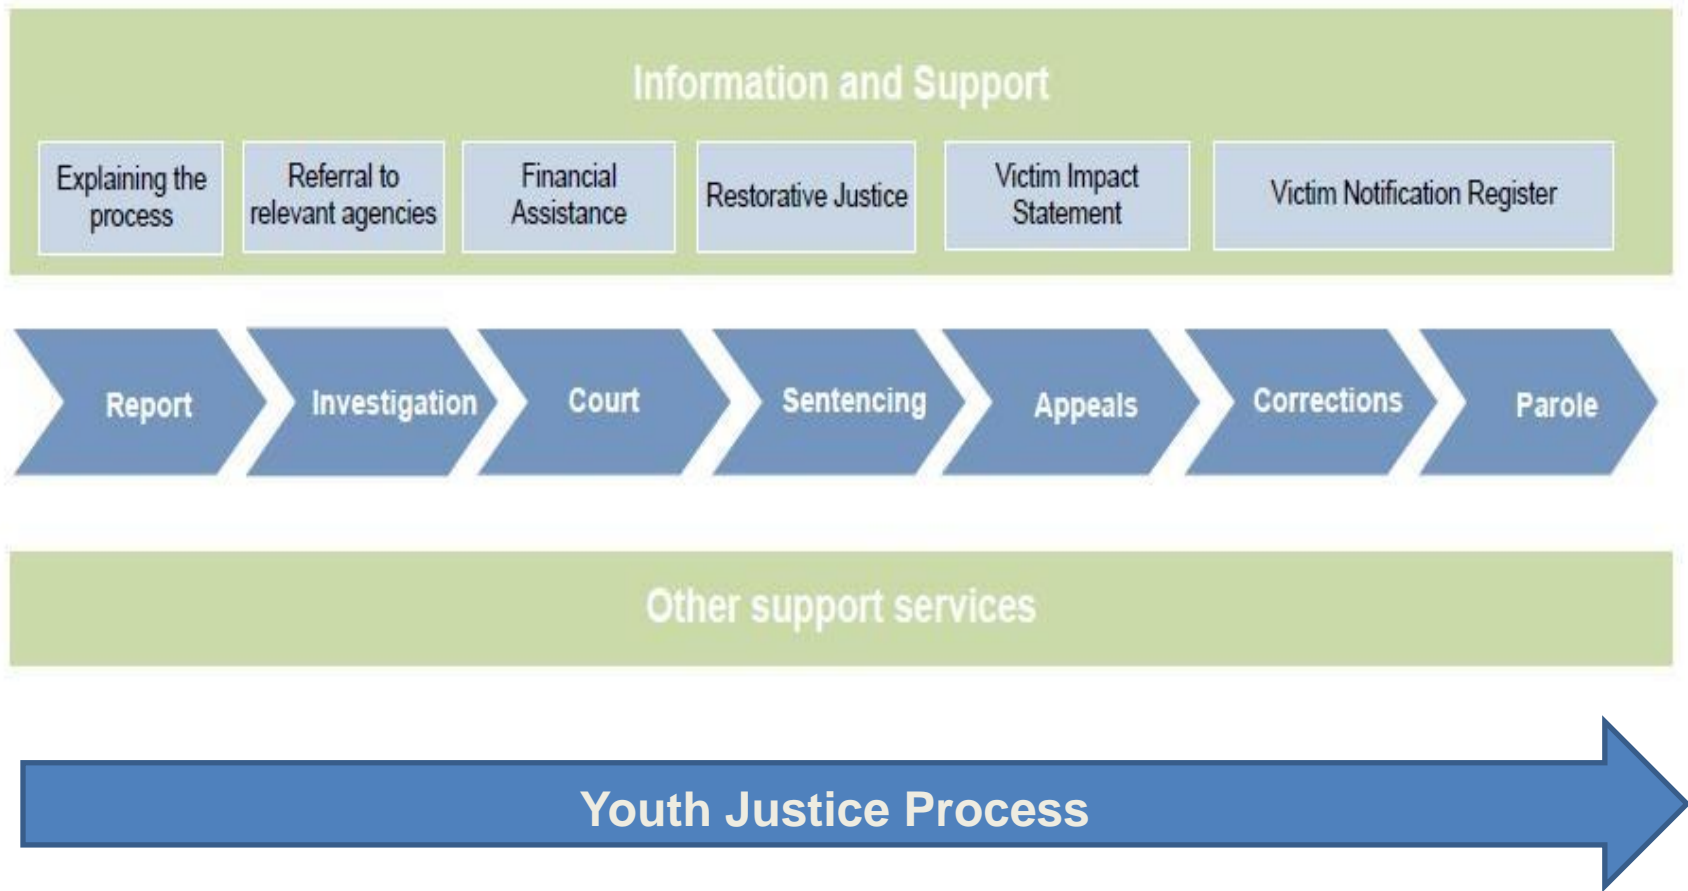 Information and Support
Explaining the
process
Referral to
relevant agencies
Financial
Assistance
Restorative Justice
Victim Impact
Statement
Victim Notification Register
Report
Investigation
Court
Sentencing
Appeals
Corrections
Parole
Other support services
Youth Justice Process